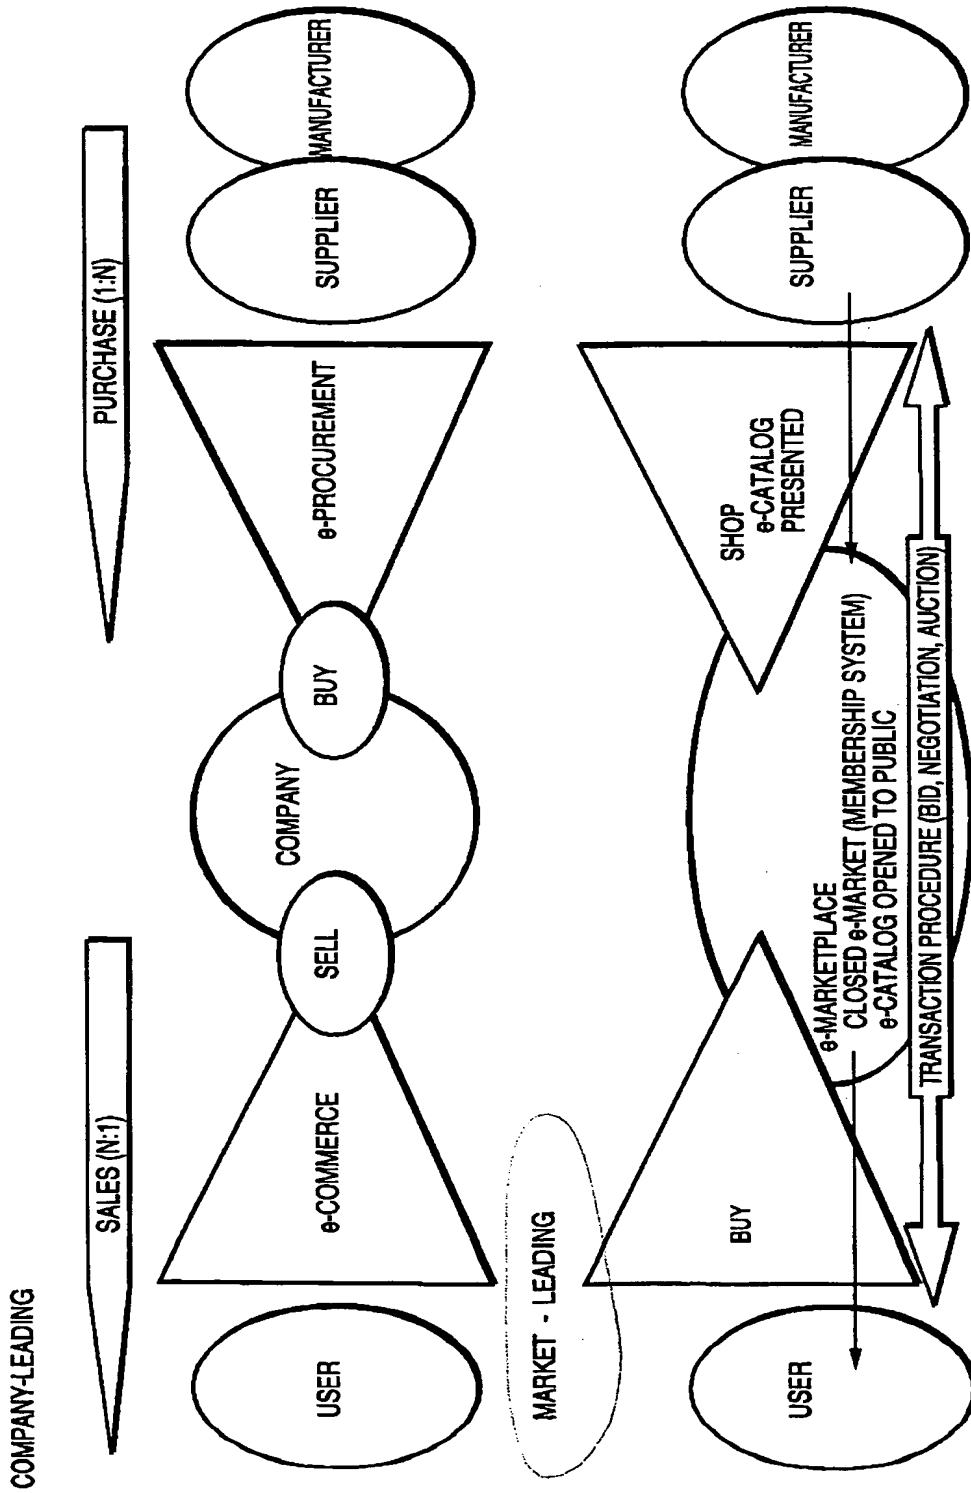 COMPANY-LEADING
SALES (N:1)
PURCHASE (1:N)
USER
e-COMMERCE
SELL
COMPANY
BUY
e-PROCUREMENT
SUPPLIER
MANUFACTURER
MARKET - LEADING
USER
BUY
e-MARKETPLACE
CLOSED e-MARKET (MEMBERSHIP SYSTEM)
e-CATALOG OPENED TO PUBLIC
SHOP
e-CATALOG
PRESENTED
SUPPLIER
MANUFACTURER
TRANSACTION PROCEDURE (BID, NEGOTIATION, AUCTION)